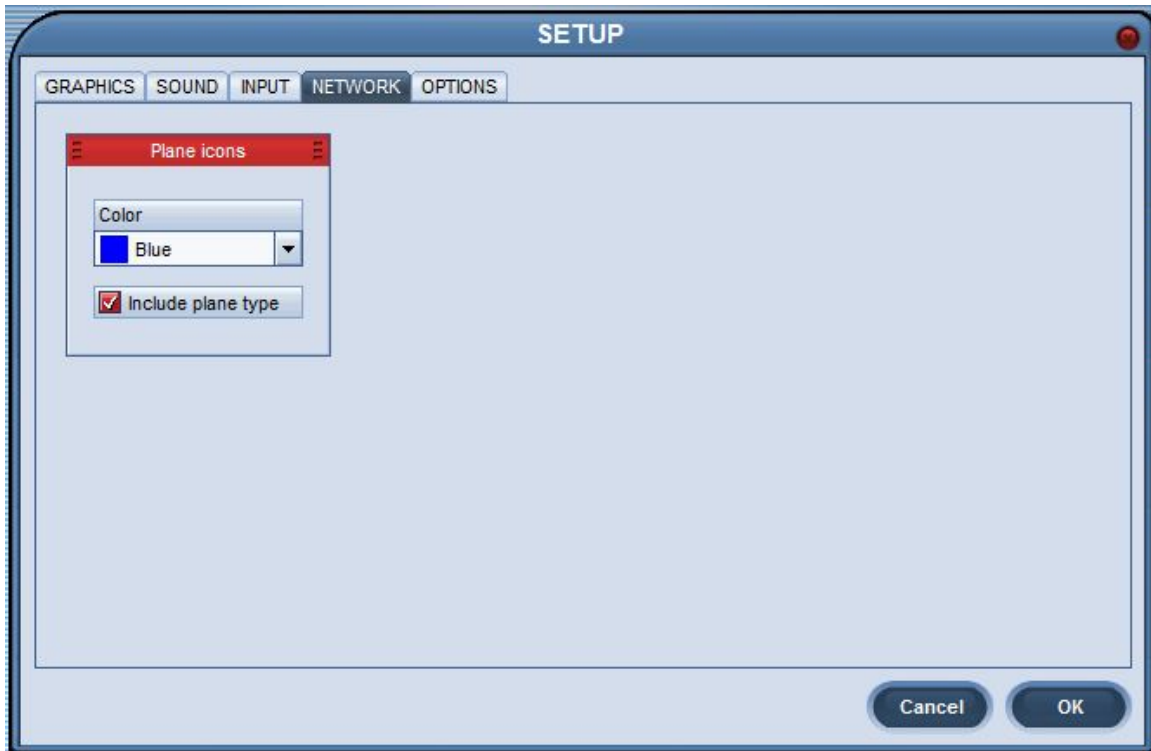 SETUP
GRAPHICS SOUND INPUT NETWORK OPTIONS
Plane icons
Color
Blue
Include plane type
Cancel OK